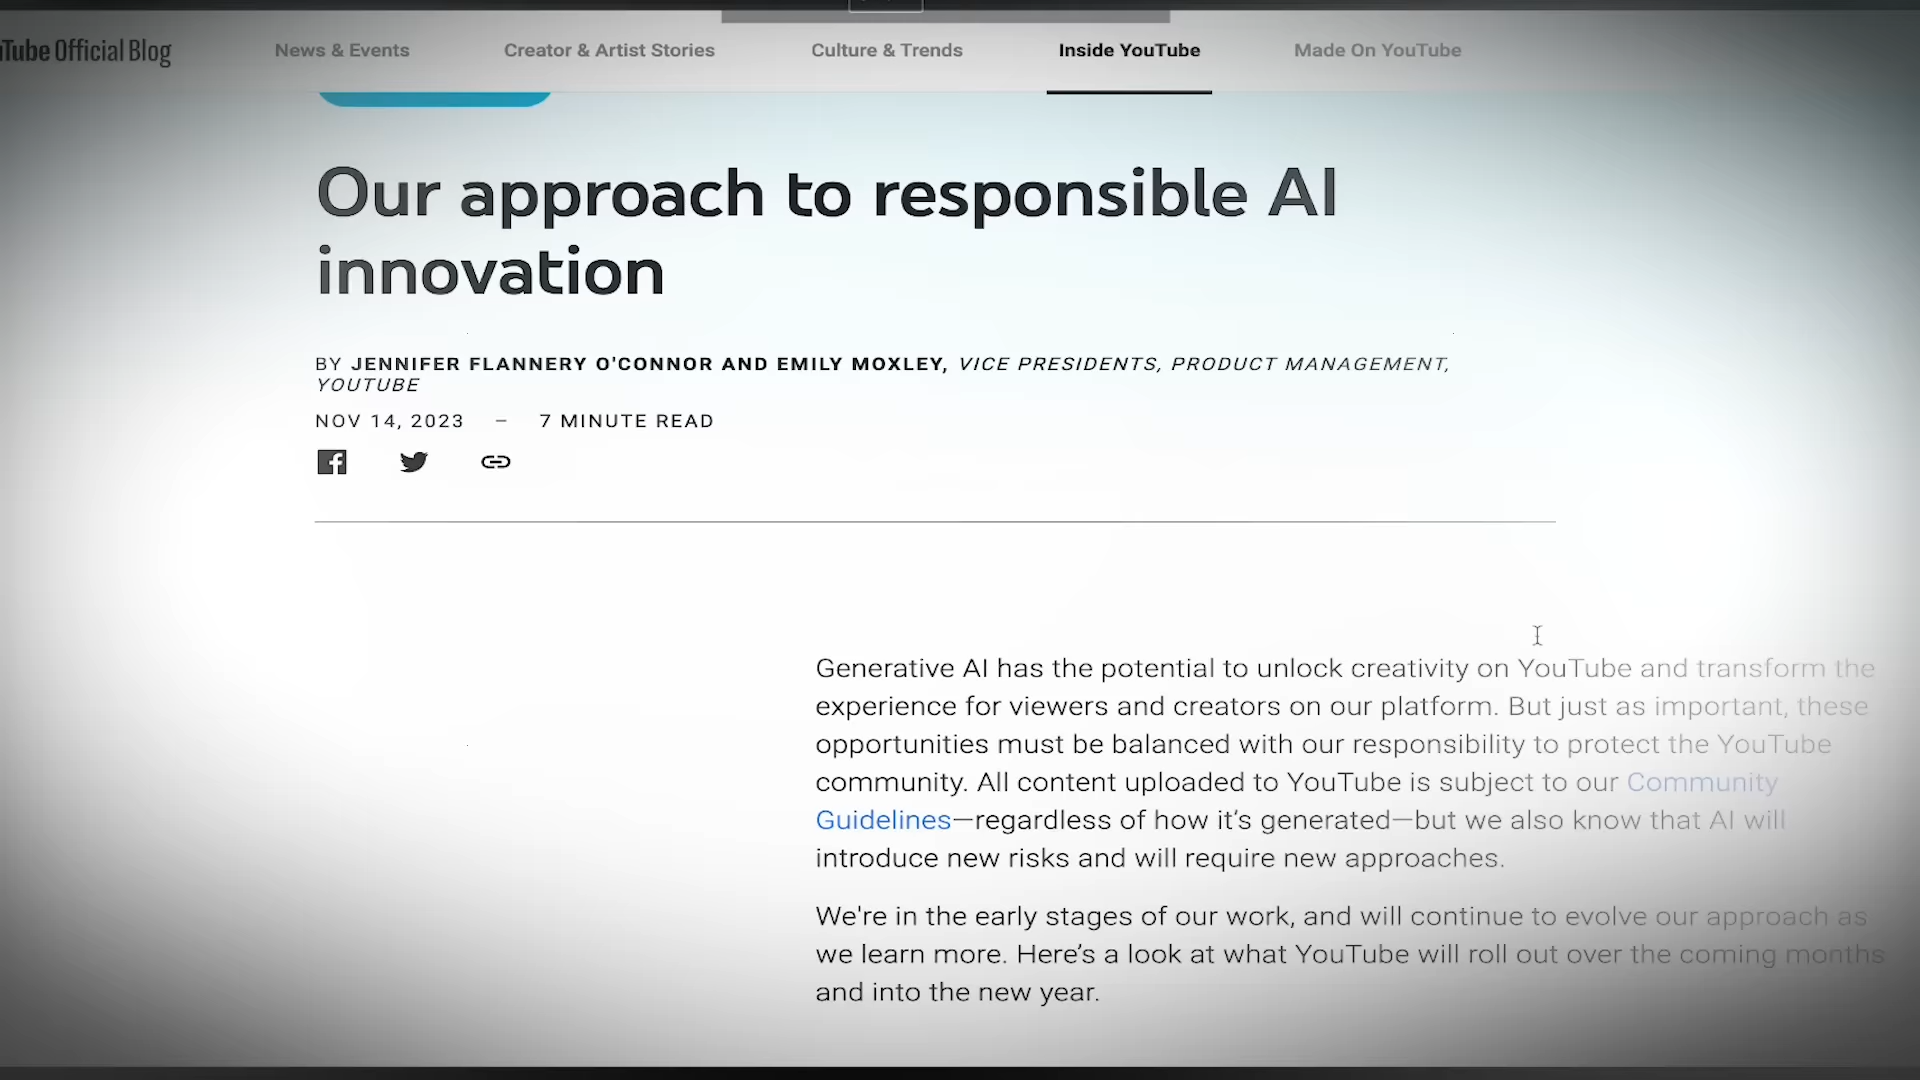 Tube Official Blog
News & Events
Creator & Artist Stories
Culture & Trends
Inside YouTube
Made On YouTube
Our approach to responsible AI
innovation
BY JENNIFER FLANNERY O'CONNOR AND EMILY MOXLEY, VICE PRESIDENTS, PRODUCT MANAGEMENT,
YOUTUBE
NOV 14, 2023 – 7 MINUTE READ
Generative AI has the potential to unlock creativity on YouTube and transform the
experience for viewers and creators on our platform. But just as important, these
opportunities must be balanced with our responsibility to protect the YouTube
community. All content uploaded to YouTube is subject to our Community
Guidelines—regardless of how it’s generated—but we also know that AI will
introduce new risks and will require new approaches.
We're in the early stages of our work, and will continue to evolve our approach as
we learn more. Here’s a look at what YouTube will roll out over the coming months
and into the new year.